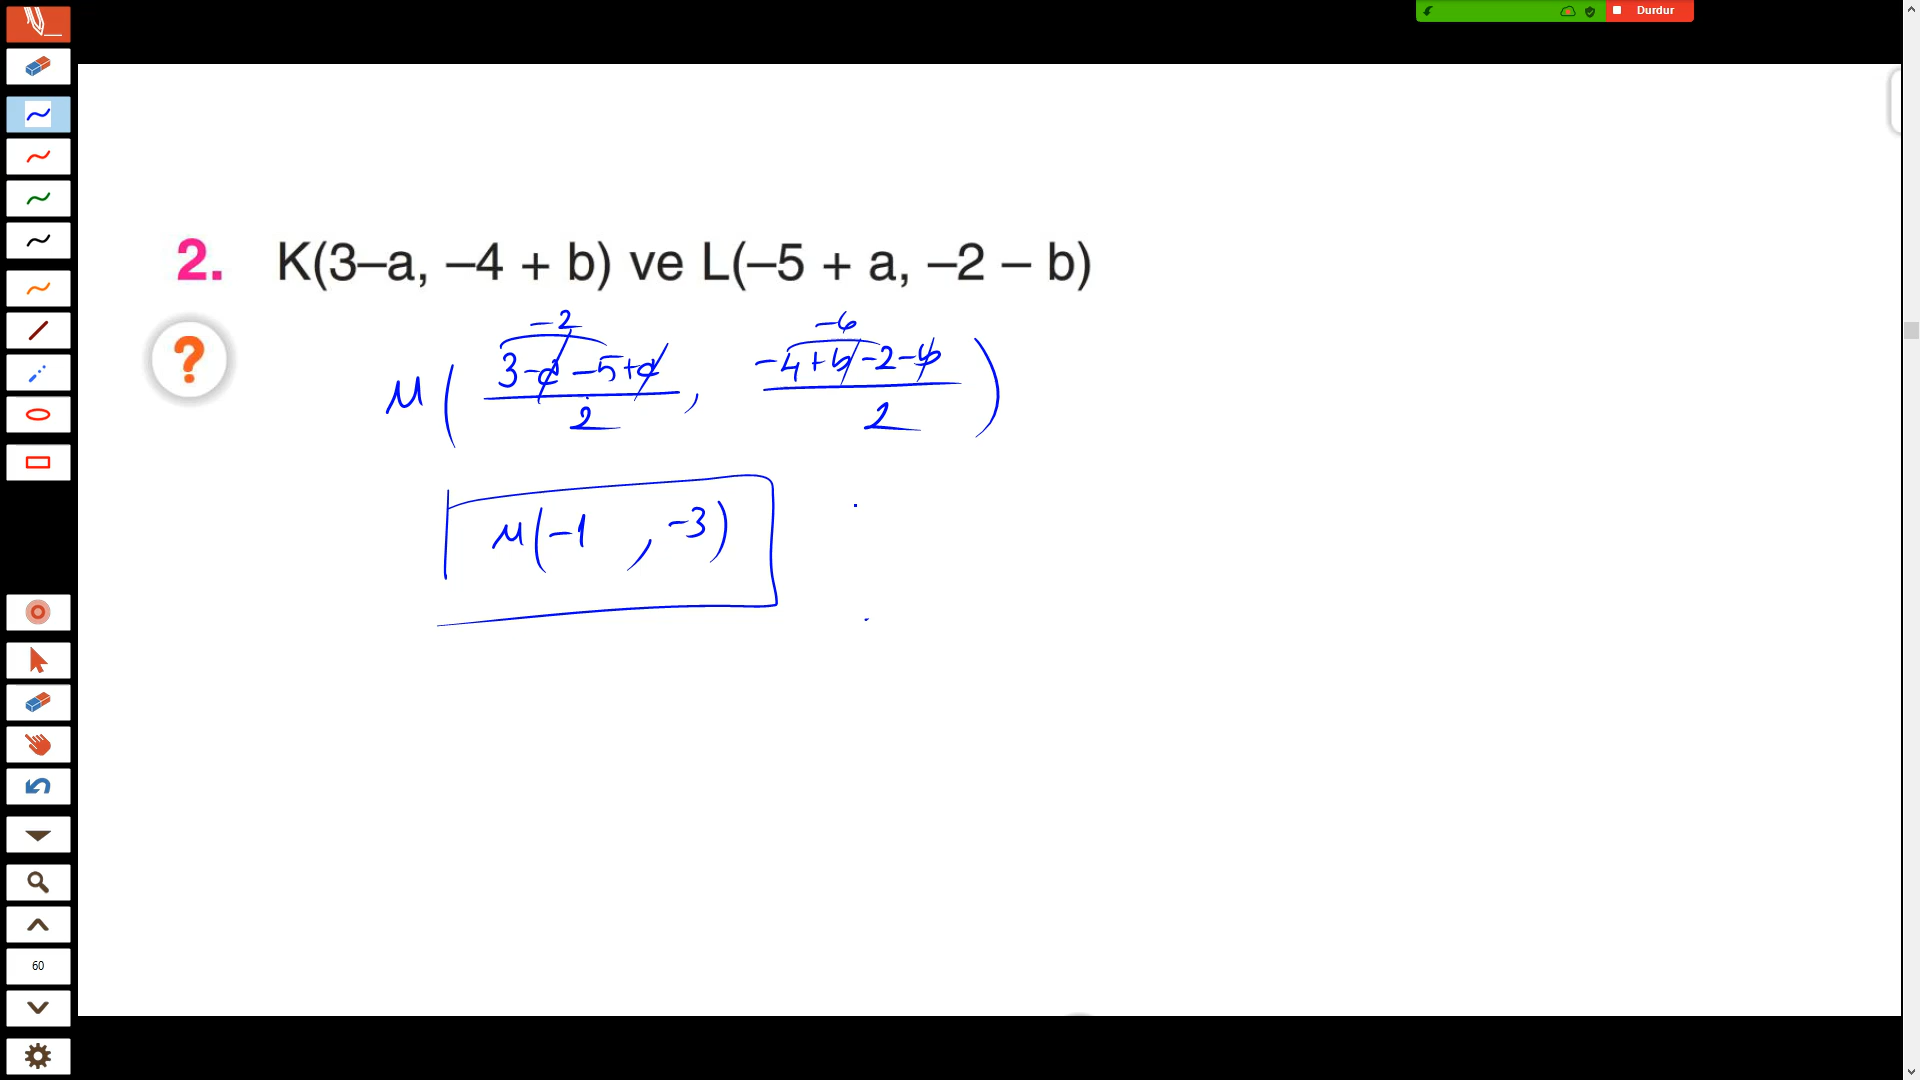 Durdur
2. K(3–a, –4 + b) ve L(–5 + a, –2 – b)
-2 -6
M( 3-a-5+a / 2 , -4+b-2-b / 2 )
M(-1 , -3)
60